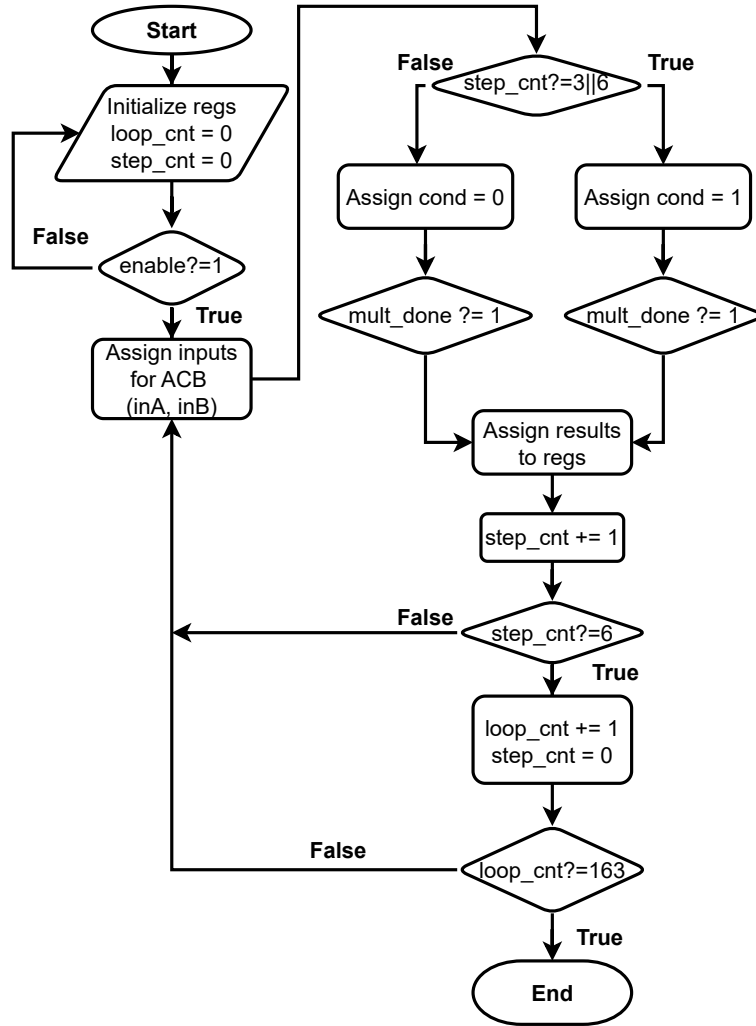 Start
Initialize regs
loop_cnt = 0
step_cnt = 0
False
enable?=1
True
Assign inputs
for ACB
(inA, inB)
False
True
step_cnt?=3||6
Assign cond = 0
Assign cond = 1
mult_done ?= 1
mult_done ?= 1
Assign results
to regs
step_cnt += 1
False
step_cnt?=6
True
loop_cnt += 1
step_cnt = 0
False
loop_cnt?=163
True
End